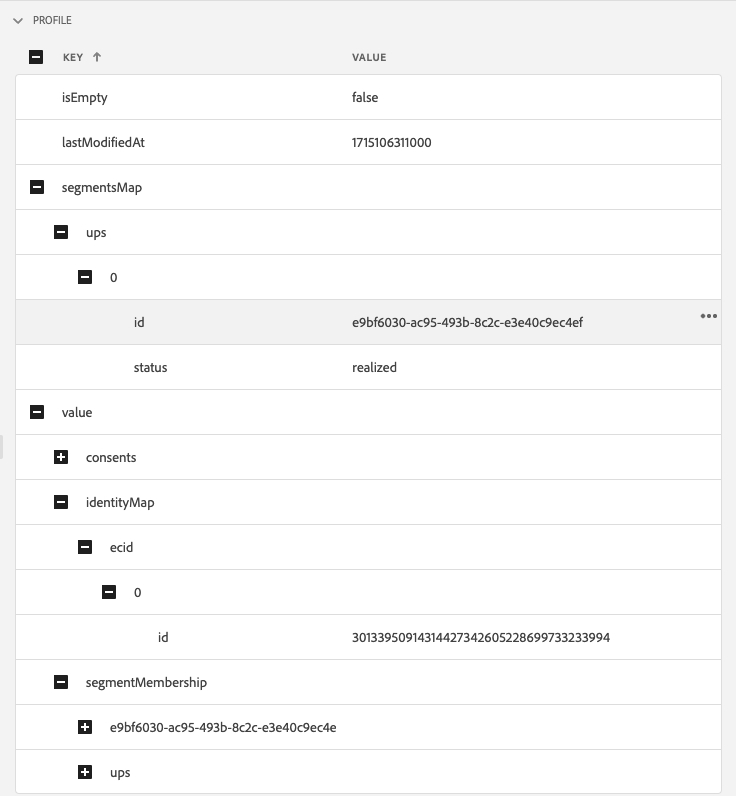 PROFILE
KEY ↑ VALUE
isEmpty false
lastModifiedAt 1715106311000
segmentsMap
ups
0
id e9bf6030-ac95-493b-8c2c-e3e40c9ec4ef
status realized
value
consents
identityMap
ecid
0
id 30133950914314427342605228699733233994
segmentMembership
e9bf6030-ac95-493b-8c2c-e3e40c9ec4e
ups